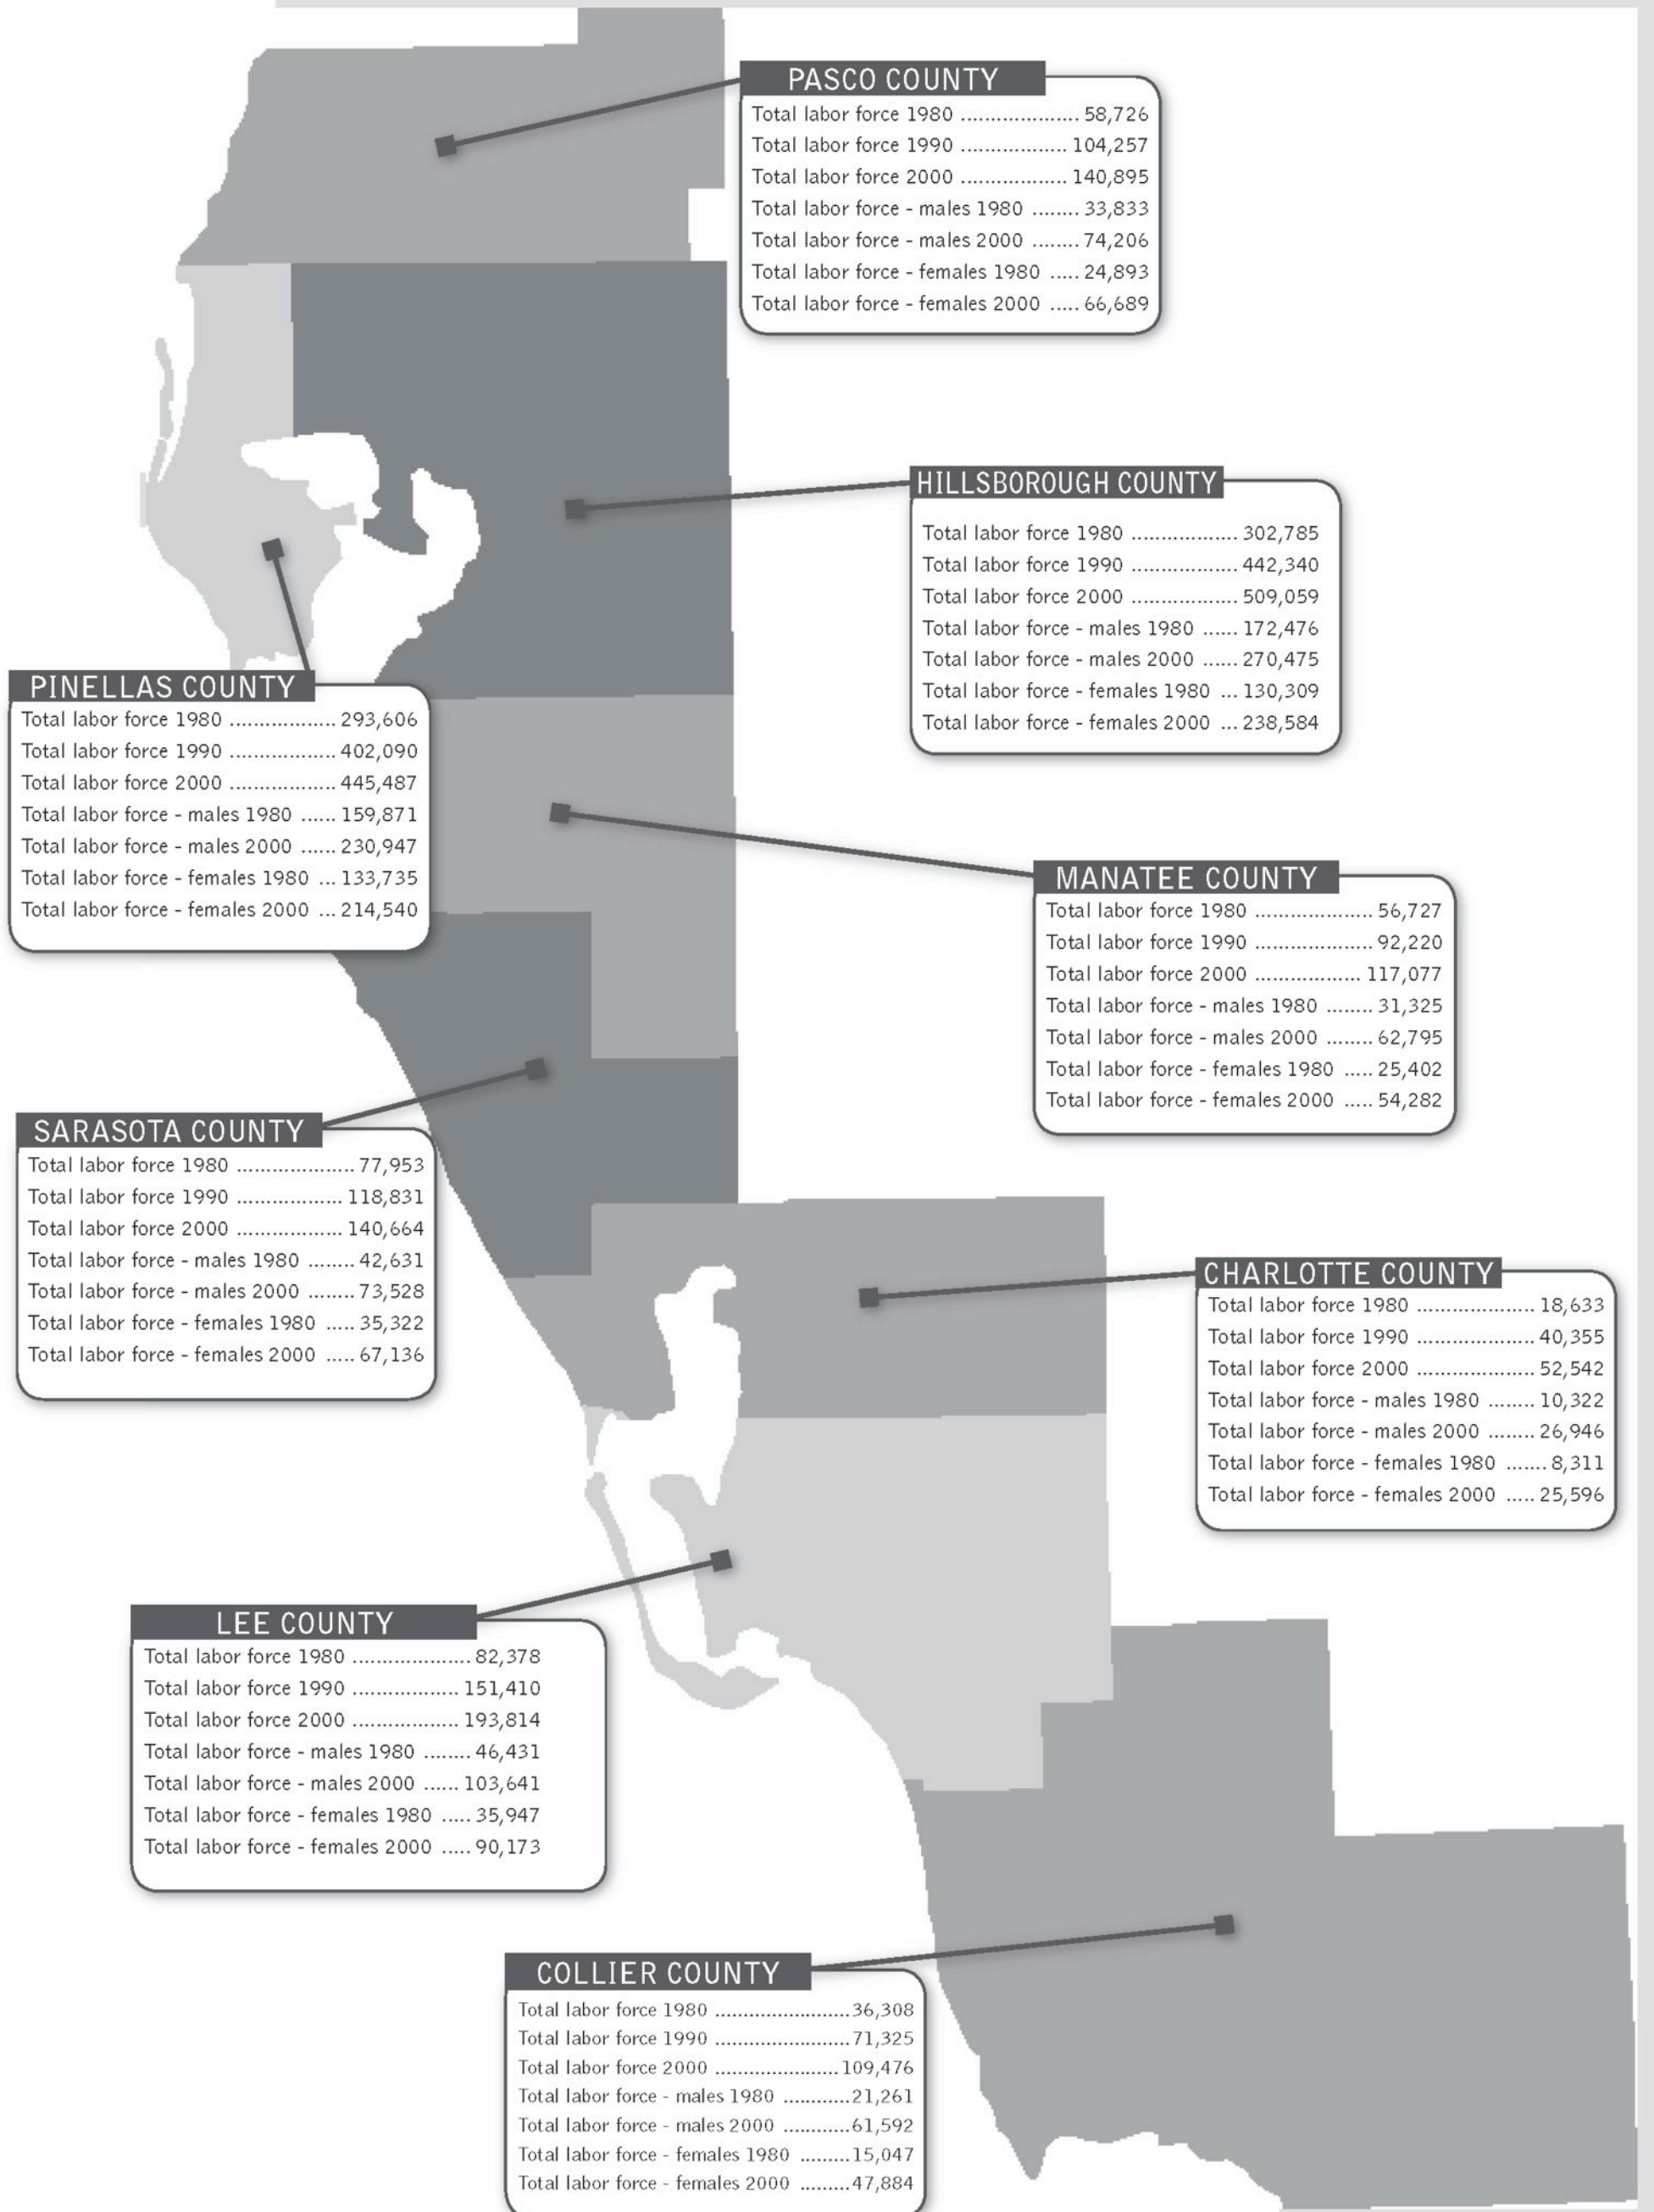 PASCO COUNTY
Total labor force 1980 .................... 58,726
Total labor force 1990 .................. 104,257
Total labor force 2000 .................. 140,895
Total labor force - males 1980 ........ 33,833
Total labor force - males 2000 ........ 74,206
Total labor force - females 1980 ..... 24,893
Total labor force - females 2000 ..... 66,689
HILLSBOROUGH COUNTY
Total labor force 1980 .................. 302,785
Total labor force 1990 .................. 442,340
Total labor force 2000 .................. 509,059
Total labor force - males 1980 ...... 172,476
Total labor force - males 2000 ...... 270,475
Total labor force - females 1980 ... 130,309
Total labor force - females 2000 ... 238,584
PINELLAS COUNTY
Total labor force 1980 .................. 293,606
Total labor force 1990 .................. 402,090
Total labor force 2000 .................. 445,487
Total labor force - males 1980 ...... 159,871
Total labor force - males 2000 ...... 230,947
Total labor force - females 1980 ... 133,735
Total labor force - females 2000 ... 214,540
MANATEE COUNTY
Total labor force 1980 .................... 56,727
Total labor force 1990 .................... 92,220
Total labor force 2000 .................. 117,077
Total labor force - males 1980 ........ 31,325
Total labor force - males 2000 ........ 62,795
Total labor force - females 1980 ..... 25,402
Total labor force - females 2000 ..... 54,282
SARASOTA COUNTY
Total labor force 1980 .................... 77,953
Total labor force 1990 .................. 118,831
Total labor force 2000 .................. 140,664
Total labor force - males 1980 ........ 42,631
Total labor force - males 2000 ........ 73,528
Total labor force - females 1980 ..... 35,322
Total labor force - females 2000 ..... 67,136
CHARLOTTE COUNTY
Total labor force 1980 .................... 18,633
Total labor force 1990 .................... 40,355
Total labor force 2000 .................... 52,542
Total labor force - males 1980 ........ 10,322
Total labor force - males 2000 ........ 26,946
Total labor force - females 1980 ....... 8,311
Total labor force - females 2000 ..... 25,596
LEE COUNTY
Total labor force 1980 .................... 82,378
Total labor force 1990 .................. 151,410
Total labor force 2000 .................. 193,814
Total labor force - males 1980 ........ 46,431
Total labor force - males 2000 ...... 103,641
Total labor force - females 1980 ..... 35,947
Total labor force - females 2000 ..... 90,173
COLLIER COUNTY
Total labor force 1980 .......................36,308
Total labor force 1990 .......................71,325
Total labor force 2000 .....................109,476
Total labor force - males 1980 ............21,261
Total labor force - males 2000 ............61,592
Total labor force - females 1980 .........15,047
Total labor force - females 2000 .........47,884